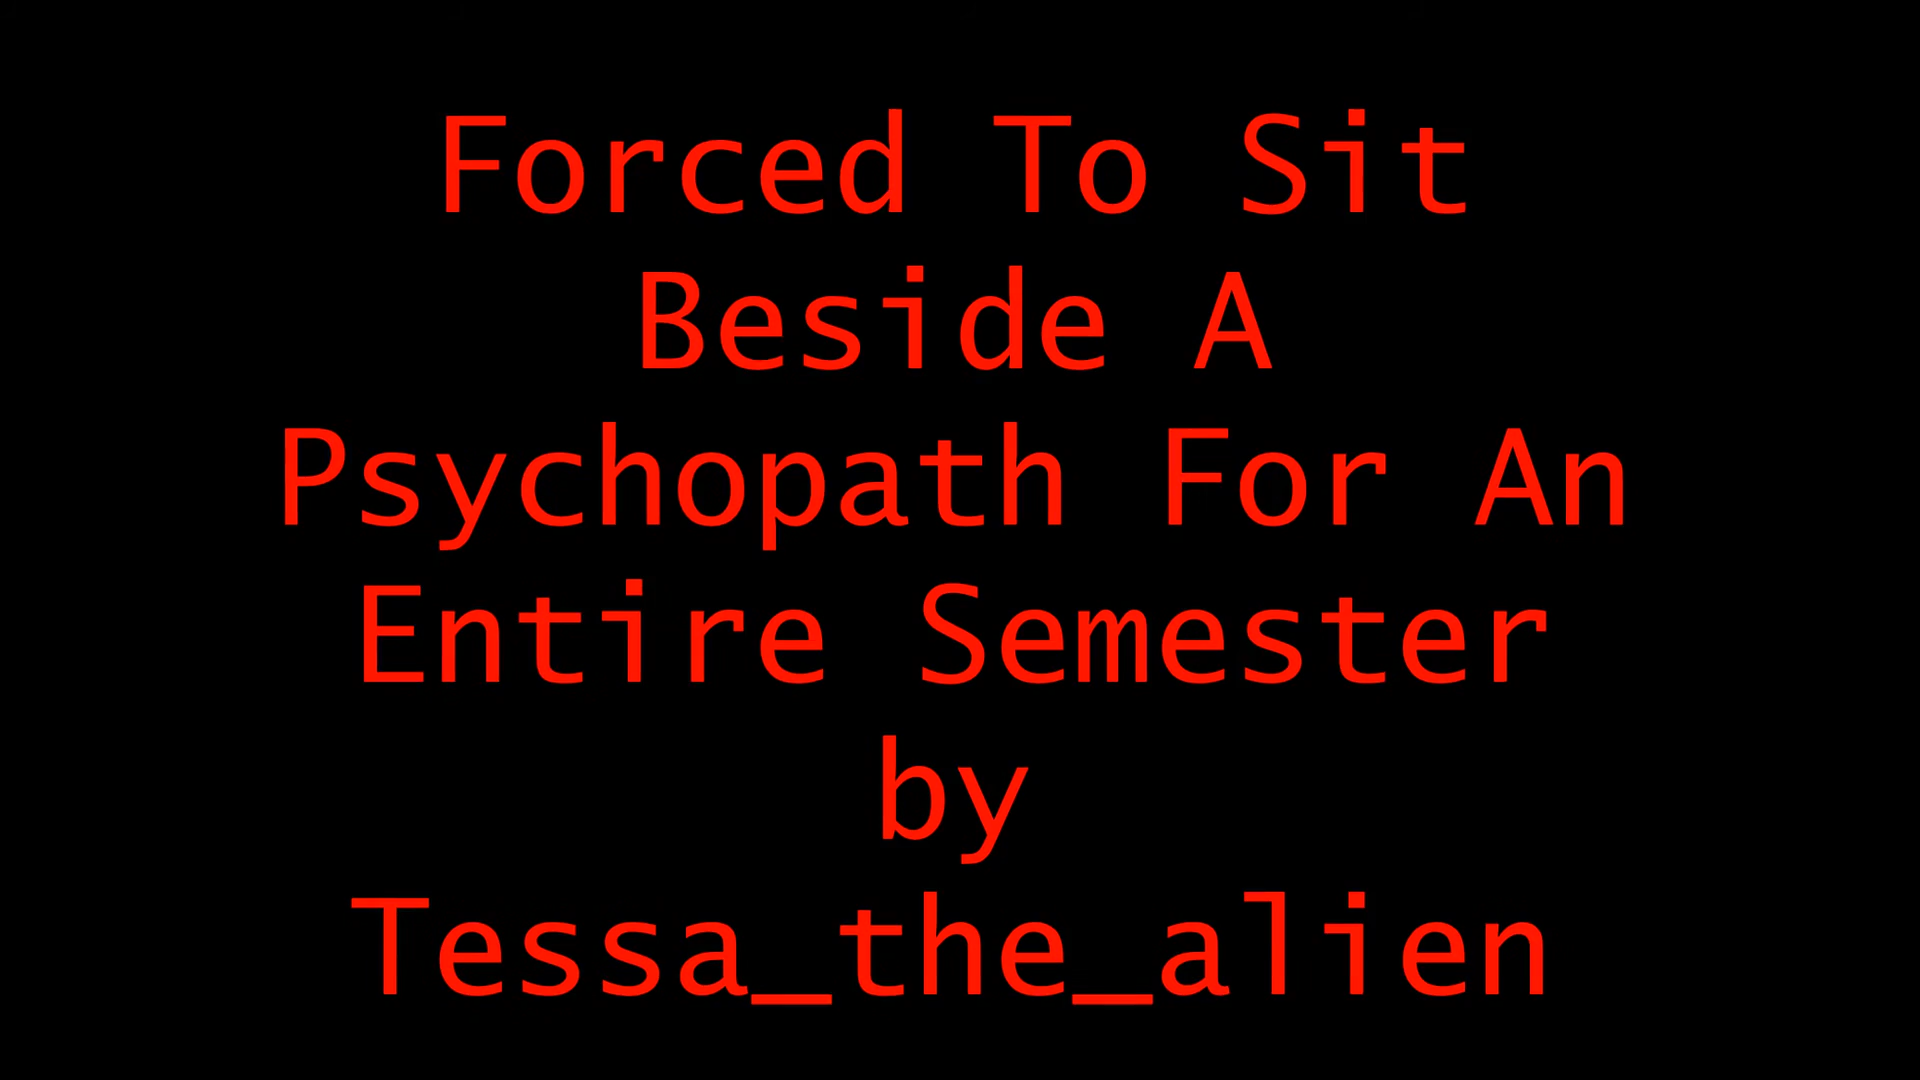 Forced To Sit
Beside A
Psychopath For An
Entire Semester
by
Tessa_the_alien